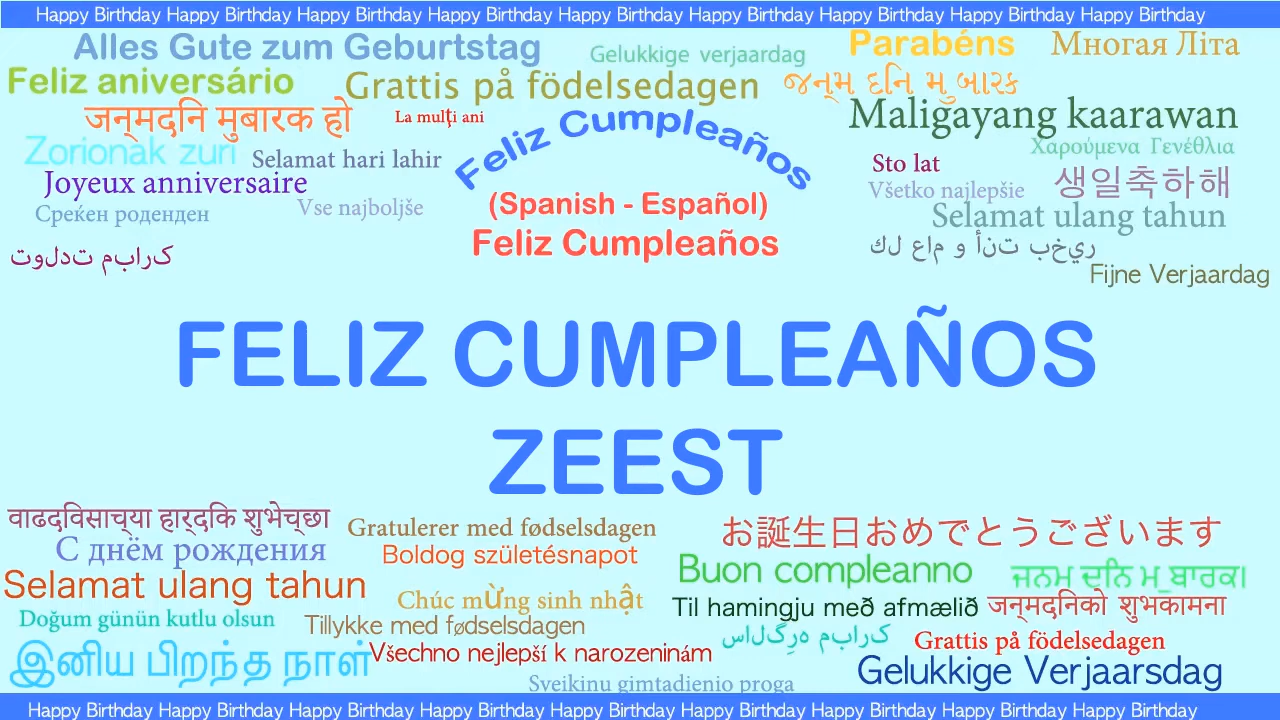 Happy Birthday Happy Birthday Happy Birthday Happy Birthday Happy Birthday Happy Birthday Happy Birthday Happy Birthday Happy Birthday
Alles Gute zum Geburtstag
Gelukkige verjaardag
Parabéns
Многая Літа
Feliz aniversário
Grattis på födelsedagen
જન્મ દિન મુબારક
जन्मदिन मुबारक हो
La mulţi ani
Feliz Cumpleaños
Maligayang kaarawan
Zorionak zuri
Selamat hari lahir
Sto lat
Χαρούμενα Γενέθλια
Joyeux anniversaire
(Spanish - Español)
Všetko najlepšie
생일축하해
Среќен роденден
Vse najboljše
Selamat ulang tahun
تولدت مبارک
Feliz Cumpleaños
كل عام و أنت بخير
Fijne Verjaardag
FELIZ CUMPLEAÑOS
ZEEST
वाढदविसाच्या हार्दकि शुभेच्छा
Gratulerer med fødselsdagen
お誕生日おめでとうございます
С днём рождения
Boldog születésnapot
Selamat ulang tahun
Buon compleanno
ਜਨਮ ਦਿਨ ਮੁਬਾਰਕ।
Chúc mừng sinh nhật
Til hamingju með afmælið
जन्मदनिको शुभकामना
Doğum günün kutlu olsun
Tillykke med fødselsdagen
سالگرہ مبارک
Grattis på födelsedagen
இனிய பிறந்த நாள்
Všechno nejlepší k narozeninám
Gelukkige Verjaarsdag
Sveikinu gimtadienio proga
Happy Birthday Happy Birthday Happy Birthday Happy Birthday Happy Birthday Happy Birthday Happy Birthday Happy Birthday Happy Birthday